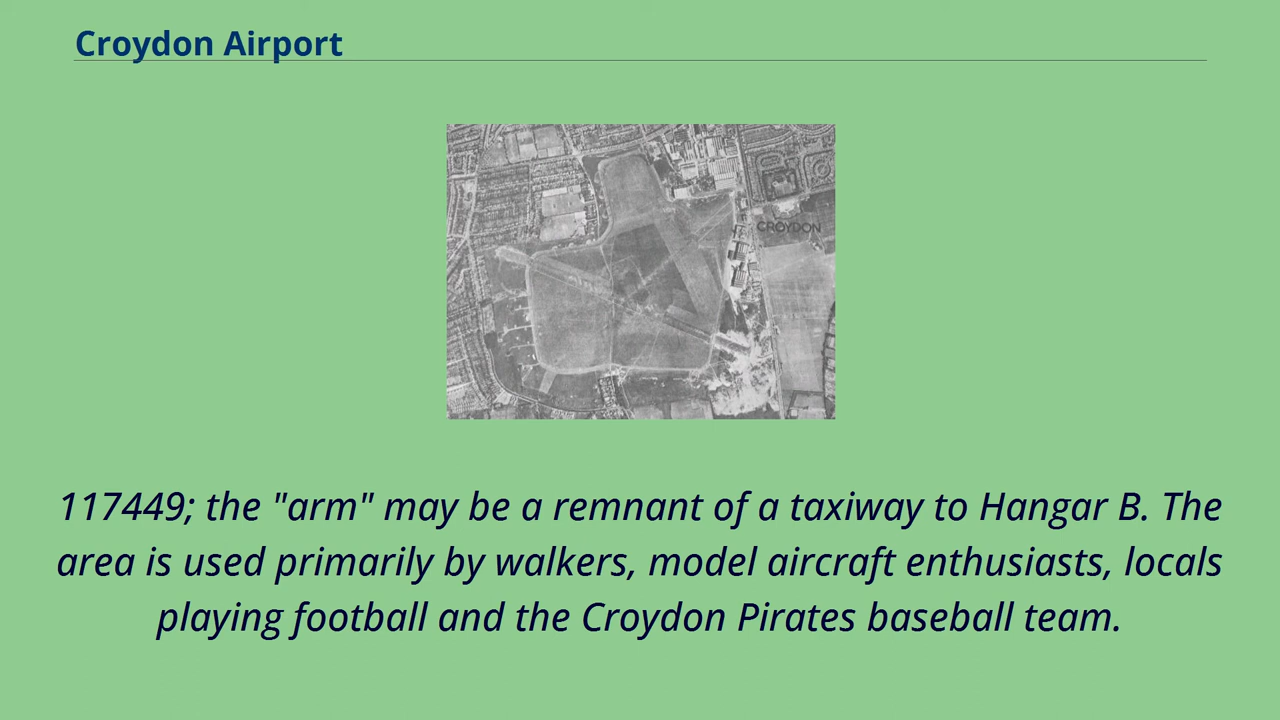 Croydon Airport
CROYDON
117449; the "arm" may be a remnant of a taxiway to Hangar B. The
area is used primarily by walkers, model aircraft enthusiasts, locals
playing football and the Croydon Pirates baseball team.